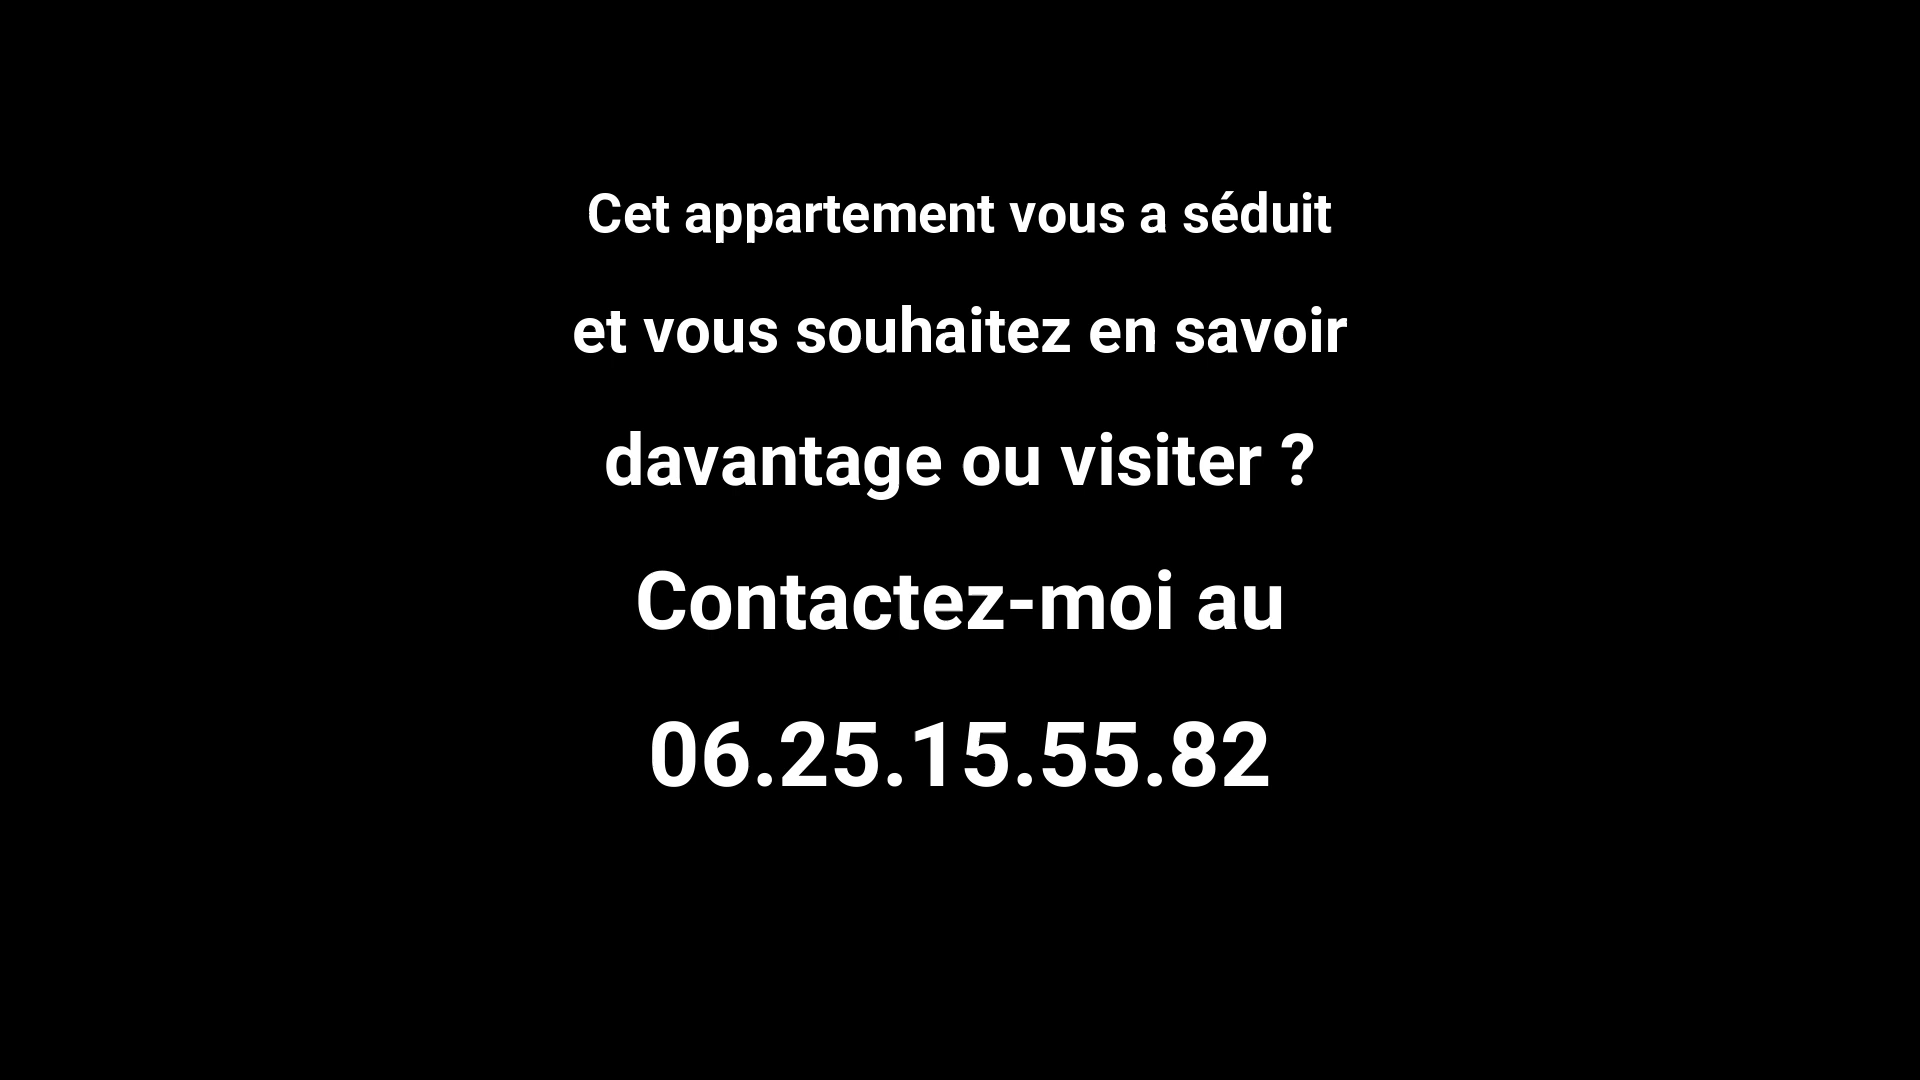 Cet appartement vous a séduit
et vous souhaitez en savoir
davantage ou visiter ?
Contactez-moi au
06.25.15.55.82